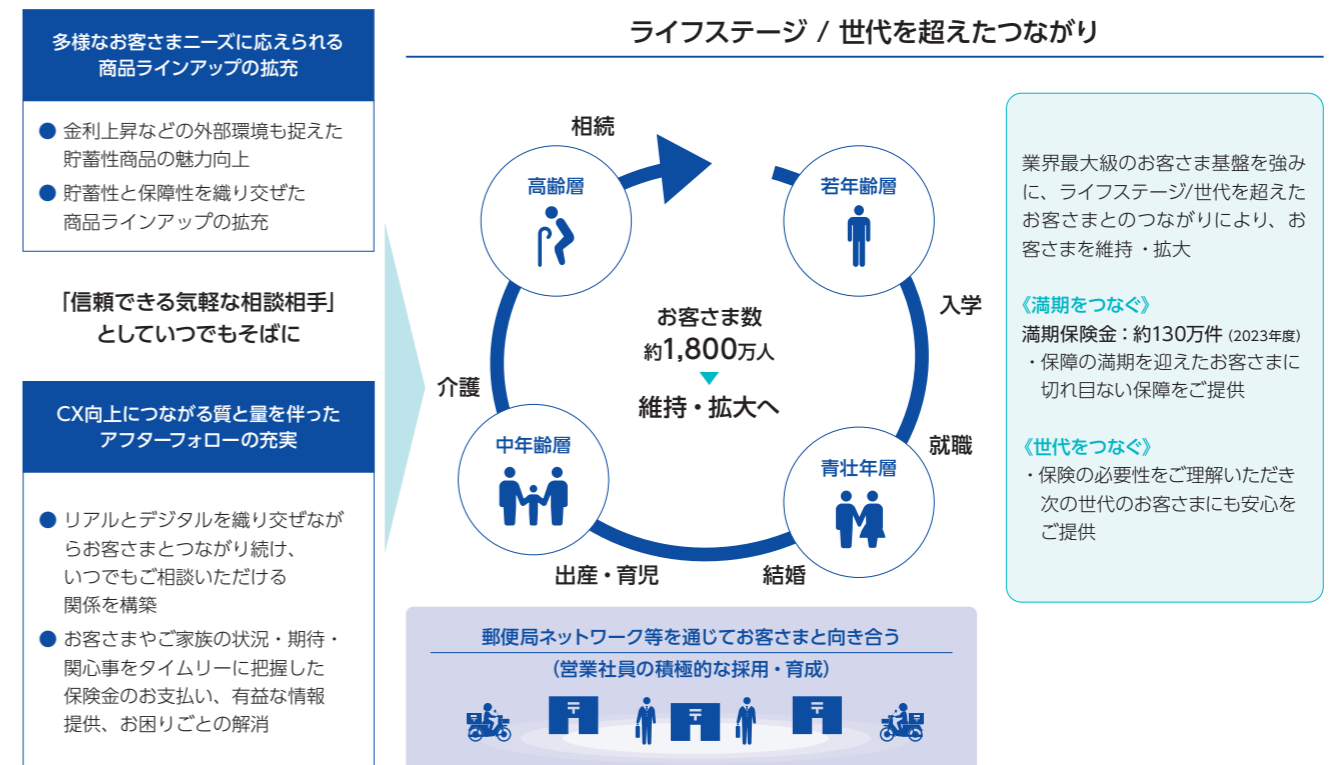 多様なお客さまニーズに応えられる
商品ラインアップの拡充
● 金利上昇などの外部環境も捉えた
貯蓄性商品の魅力向上
● 貯蓄性と保障性を織り交ぜた
商品ラインアップの拡充
「信頼できる気軽な相談相手」
としていつでもそばに
CX向上につながる質と量を伴った
アフターフォローの充実
● リアルとデジタルを織り交ぜなが
らお客さまとつながり続け、
いつでもご相談いただける
関係を構築
● お客さまやご家族の状況・期待・
関心事をタイムリーに把握した
保険金のお支払い、有益な情報
提供、お困りごとの解消
ライフステージ / 世代を超えたつながり
相続
高齢層
若年齢層
入学
お客さま数
約1,800万人
維持・拡大へ
介護
中年齢層
就職
青壮年層
出産・育児
結婚
郵便局ネットワーク等を通じてお客さまと向き合う
(営業社員の積極的な採用・育成)
〒
〒
〒
業界最大級のお客さま基盤を強み
に、ライフステージ/世代を超えた
お客さまとのつながりにより、お
客さまを維持・拡大
《満期をつなぐ》
満期保険金:約130万件 (2023年度)
・保障の満期を迎えたお客さまに
切れ目ない保障をご提供
《世代をつなぐ》
・保険の必要性をご理解いただき
次の世代のお客さまにも安心を
ご提供